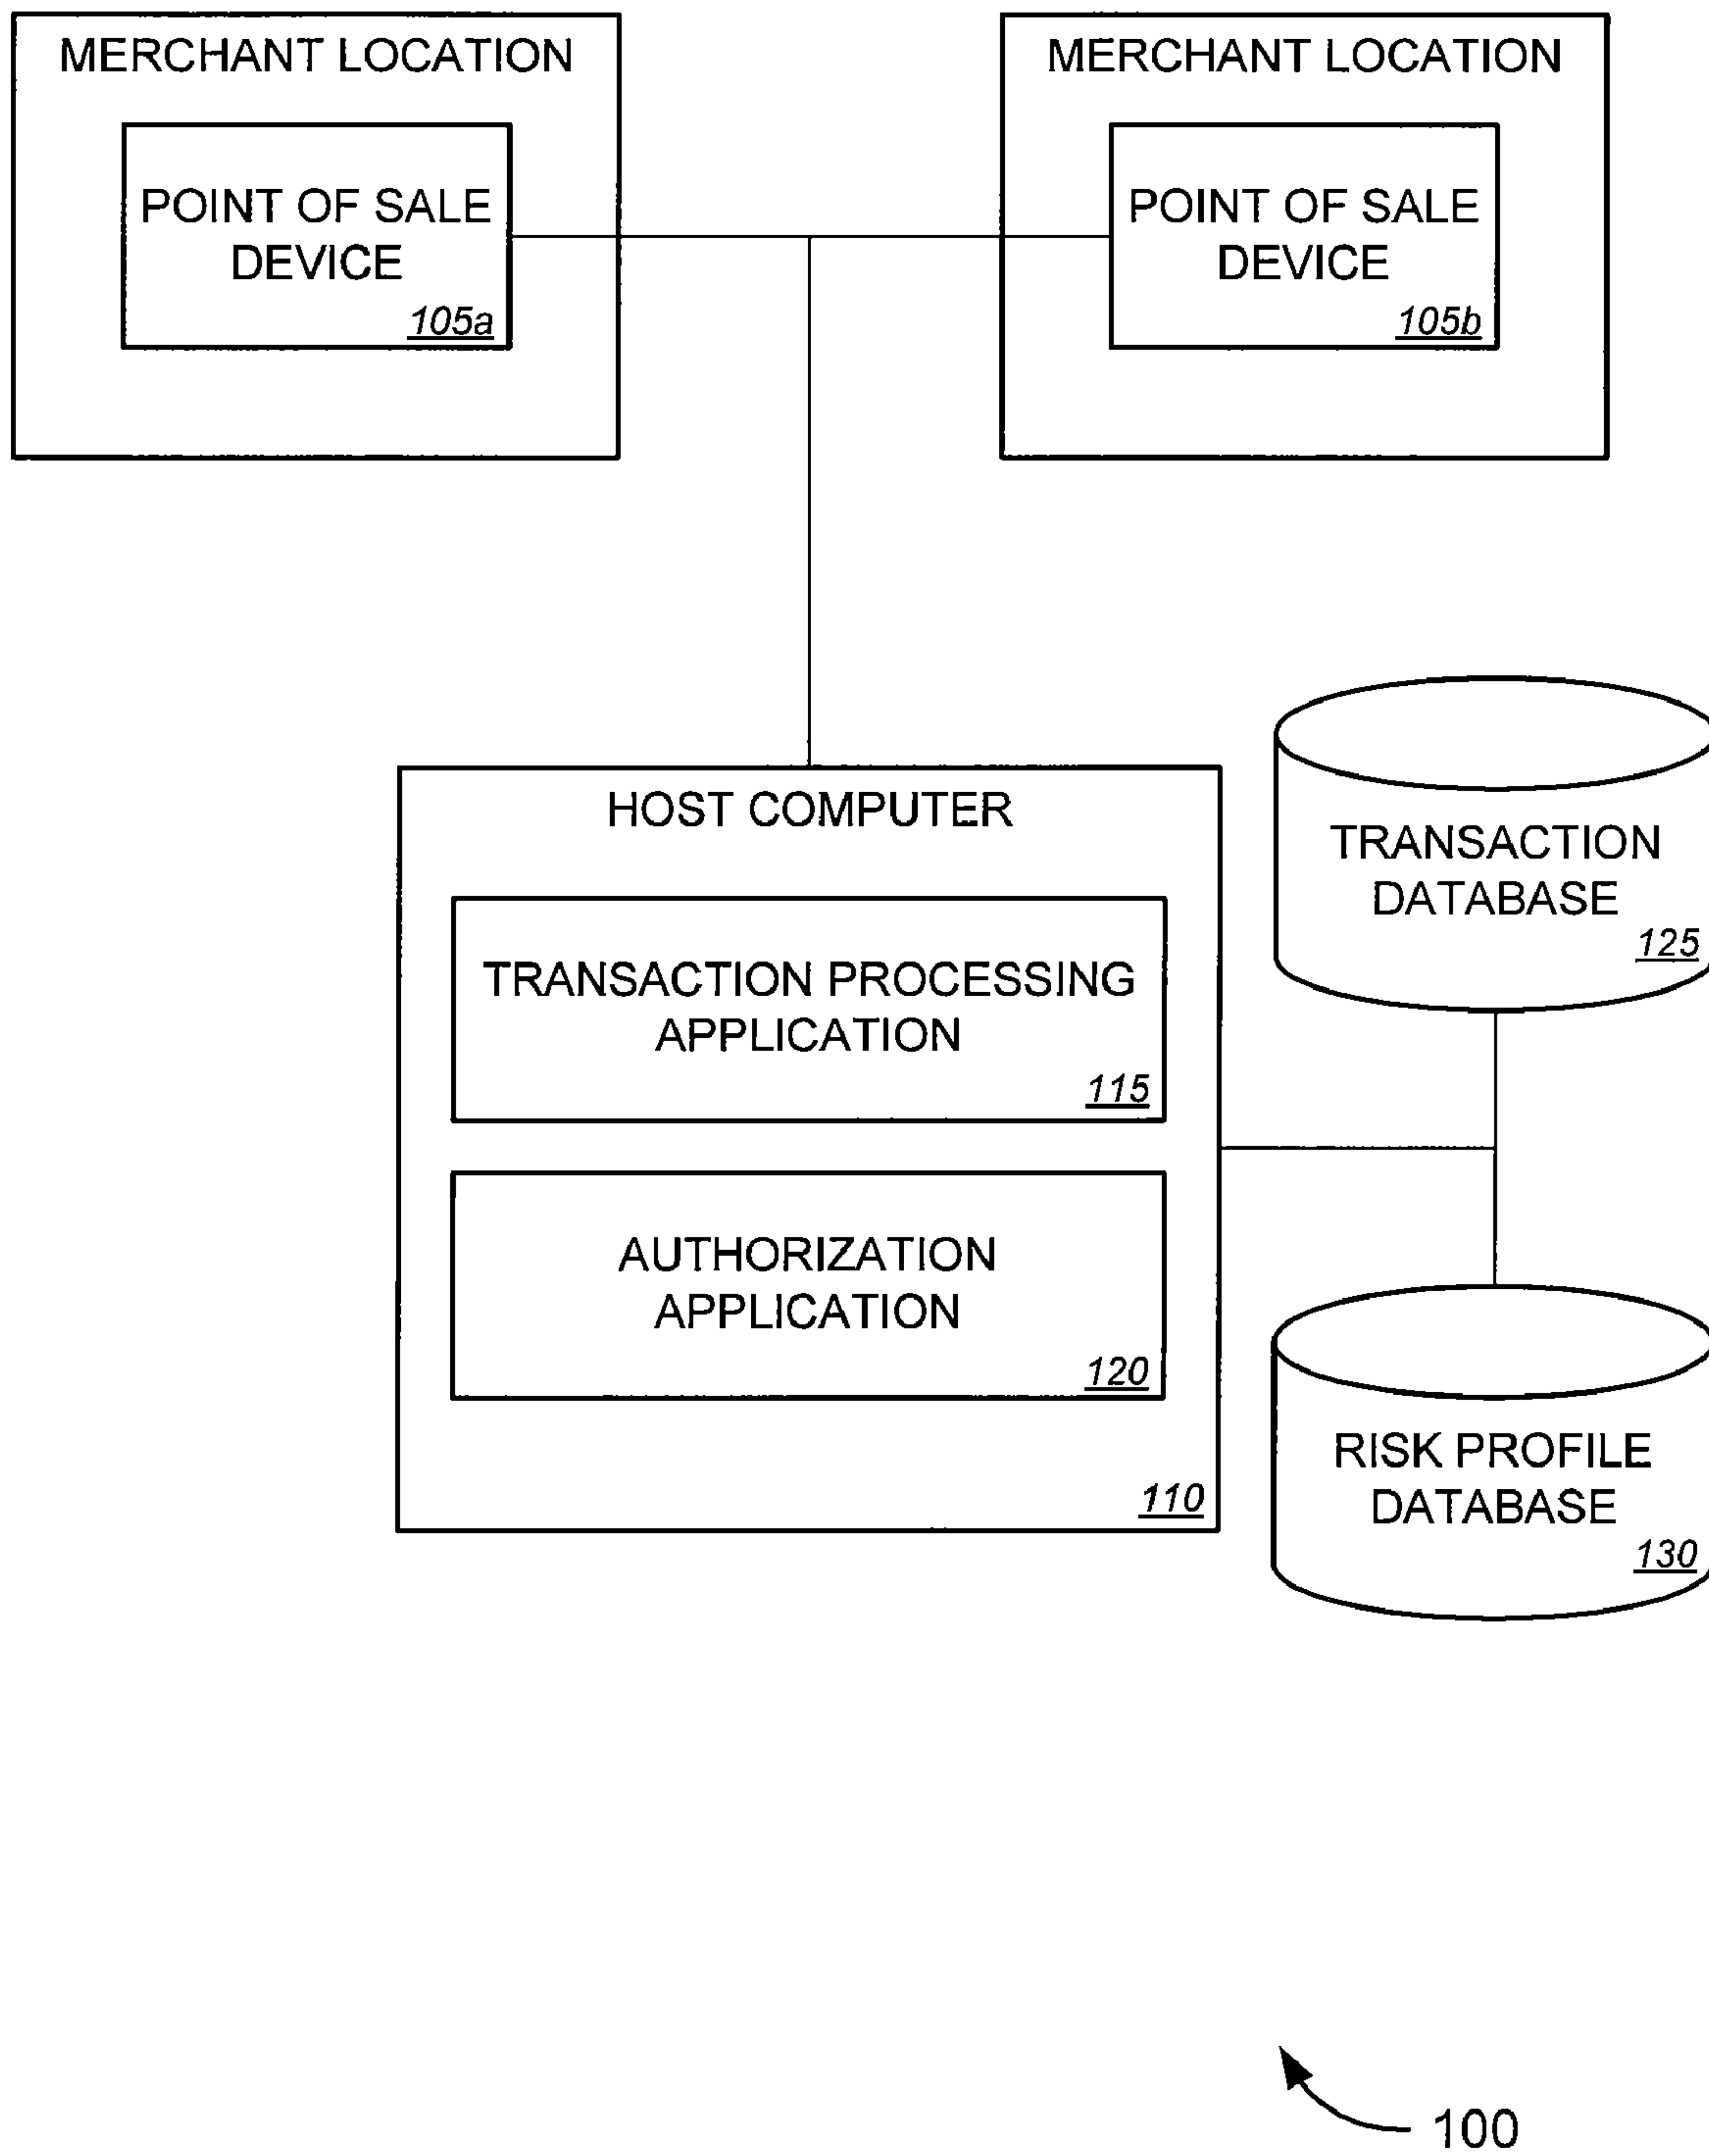 MERCHANT LOCATION
POINT OF SALE
DEVICE
105a
MERCHANT LOCATION
POINT OF SALE
DEVICE
105b
HOST COMPUTER
TRANSACTION PROCESSING
APPLICATION
115
AUTHORIZATION
APPLICATION
120
110
TRANSACTION
DATABASE
125
RISK PROFILE
DATABASE
130
100